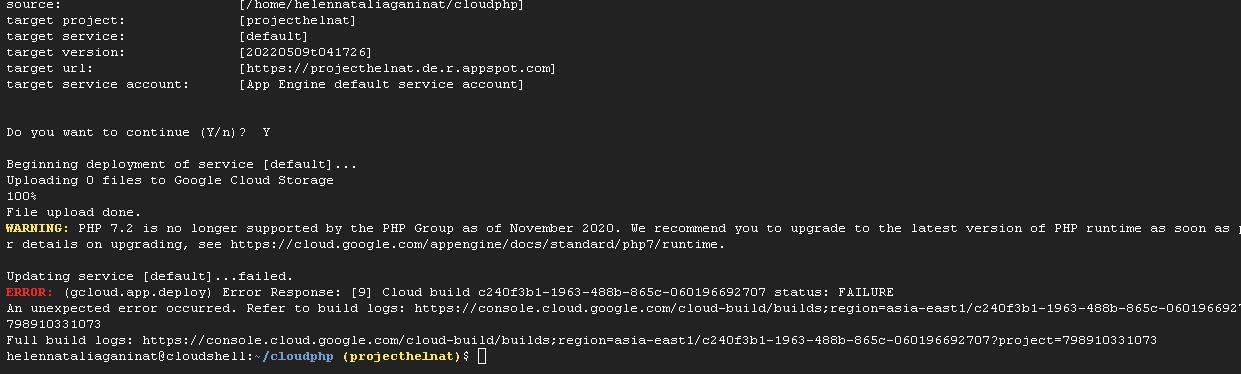 source: [/home/helennataliaganinat/cloudphp]
target project: [projecthelnat]
target service: [default]
target version: [20220509t041726]
target url: [https://projecthelnat.de.r.appspot.com]
target service account: [App Engine default service account]
Do you want to continue (Y/n)? Y
Beginning deployment of service [default]...
Uploading 0 files to Google Cloud Storage
100%
File upload done.
WARNING: PHP 7.2 is no longer supported by the PHP Group as of November 2020. We recommend you to upgrade to the latest version of PHP runtime as soon as p
r details on upgrading, see https://cloud.google.com/appengine/docs/standard/php7/runtime.
Updating service [default]...failed.
ERROR: (gcloud.app.deploy) Error Response: [9] Cloud build c240f3b1-1963-488b-865c-060196692707 status: FAILURE
An unexpected error occurred. Refer to build logs: https://console.cloud.google.com/cloud-build/builds;region=asia-east1/c240f3b1-1963-488b-865c-0601966927
798910331073
Full build logs: https://console.cloud.google.com/cloud-build/builds;region=asia-east1/c240f3b1-1963-488b-865c-060196692707?project=798910331073
helennataliaganinat@cloudshell:~/cloudphp (projecthelnat)$